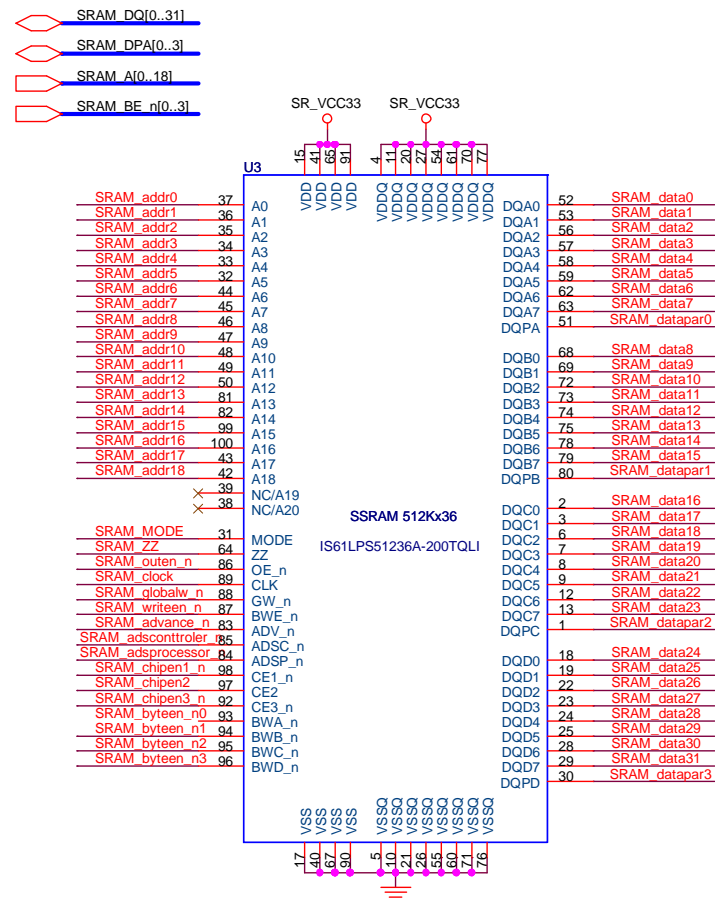 SRAM_DQ[0..31]
SRAM_DPA[0..3]
SRAM_A[0..18]
SRAM_BE_n[0..3]
SR_VCC33 SR_VCC33
15 41 65 91 4 11 20 27 54 61 70 77
U3
VDD VDD VDD VDD VDDQ VDDQ VDDQ VDDQ VDDQ VDDQ VDDQ VDDQ
SRAM_addr0 37 A0
SRAM_addr1 36 A1
SRAM_addr2 35 A2
SRAM_addr3 34 A3
SRAM_addr4 33 A4
SRAM_addr5 32 A5
SRAM_addr6 44 A6
SRAM_addr7 45 A7
SRAM_addr8 46 A8
SRAM_addr9 47 A9
SRAM_addr10 48 A10
SRAM_addr11 49 A11
SRAM_addr12 50 A12
SRAM_addr13 81 A13
SRAM_addr14 82 A14
SRAM_addr15 99 A15
SRAM_addr16 100 A16
SRAM_addr17 43 A17
SRAM_addr18 42 A18
39 NC/A19
38 NC/A20
SRAM_MODE 31 MODE
SRAM_ZZ 64 ZZ
SRAM_outen_n 86 OE_n
SRAM_clock 89 CLK
SRAM_globalw_n 88 GW_n
SRAM_writeen_n 87 BWE_n
SRAM_advance_n 83 ADV_n
SRAM_adsconttroler_n 85 ADSC_n
SRAM_adsprocessor_n 84 ADSP_n
SRAM_chipen1_n 98 CE1_n
SRAM_chipen2 97 CE2
SRAM_chipen3_n 92 CE3_n
SRAM_byteen_n0 93 BWA_n
SRAM_byteen_n1 94 BWB_n
SRAM_byteen_n2 95 BWC_n
SRAM_byteen_n3 96 BWD_n
SSRAM 512Kx36
IS61LPS51236A-200TQLI
DQA0 52 SRAM_data0
DQA1 53 SRAM_data1
DQA2 56 SRAM_data2
DQA3 57 SRAM_data3
DQA4 58 SRAM_data4
DQA5 59 SRAM_data5
DQA6 62 SRAM_data6
DQA7 63 SRAM_data7
DQPA 51 SRAM_datapar0
DQB0 68 SRAM_data8
DQB1 69 SRAM_data9
DQB2 72 SRAM_data10
DQB3 73 SRAM_data11
DQB4 74 SRAM_data12
DQB5 75 SRAM_data13
DQB6 78 SRAM_data14
DQB7 79 SRAM_data15
DQPB 80 SRAM_datapar1
DQC0 2 SRAM_data16
DQC1 3 SRAM_data17
DQC2 6 SRAM_data18
DQC3 7 SRAM_data19
DQC4 8 SRAM_data20
DQC5 9 SRAM_data21
DQC6 12 SRAM_data22
DQC7 13 SRAM_data23
DQPC 1 SRAM_datapar2
DQD0 18 SRAM_data24
DQD1 19 SRAM_data25
DQD2 22 SRAM_data26
DQD3 23 SRAM_data27
DQD4 24 SRAM_data28
DQD5 25 SRAM_data29
DQD6 28 SRAM_data30
DQD7 29 SRAM_data31
DQPD 30 SRAM_datapar3
VSS VSS VSS VSS VSSQ VSSQ VSSQ VSSQ VSSQ VSSQ VSSQ VSSQ
17 40 67 90 5 10 21 26 55 60 71 76